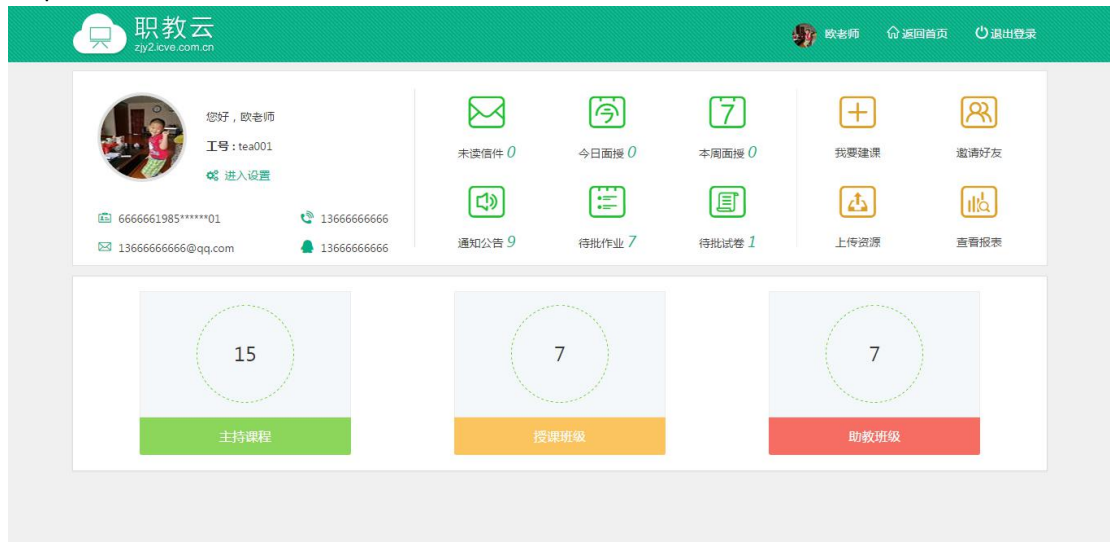 职教云
zjy2.icve.com.cn
欧老师 返回首页 退出登录
您好，欧老师
工号：tea001
进入设置
6666661985******01 13666666666
13666666666@qq.com 13666666666
今 7
未读信件 0 今日面授 0 本周面授 0 我要建课 邀请好友
通知公告 9 待批作业 7 待批试卷 1 上传资源 查看报表
15 7 7
主持课程 授课班级 助教班级